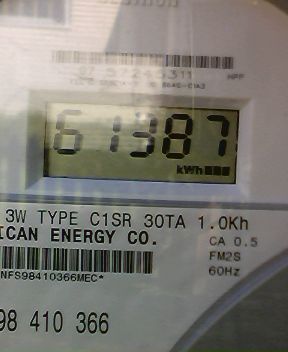 61387
kWh
3W TYPE C1SR 30TA 1.0Kh
ICAN ENERGY CO.
CA 0.5
FM2S
60Hz
NFS98410366MEC*
98 410 366